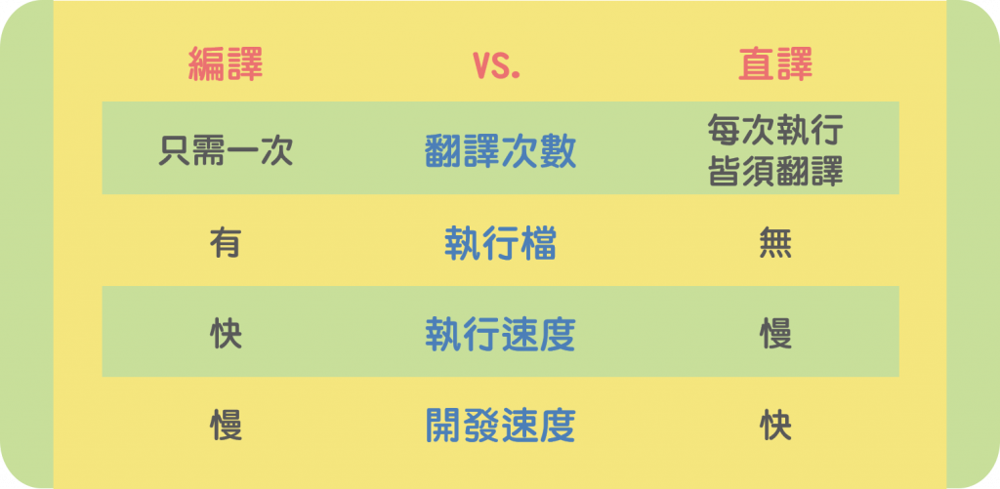 編譯 vs. 直譯
只需一次 翻譯次數 每次執行
皆須翻譯
有 執行檔 無
快 執行速度 慢
慢 開發速度 快